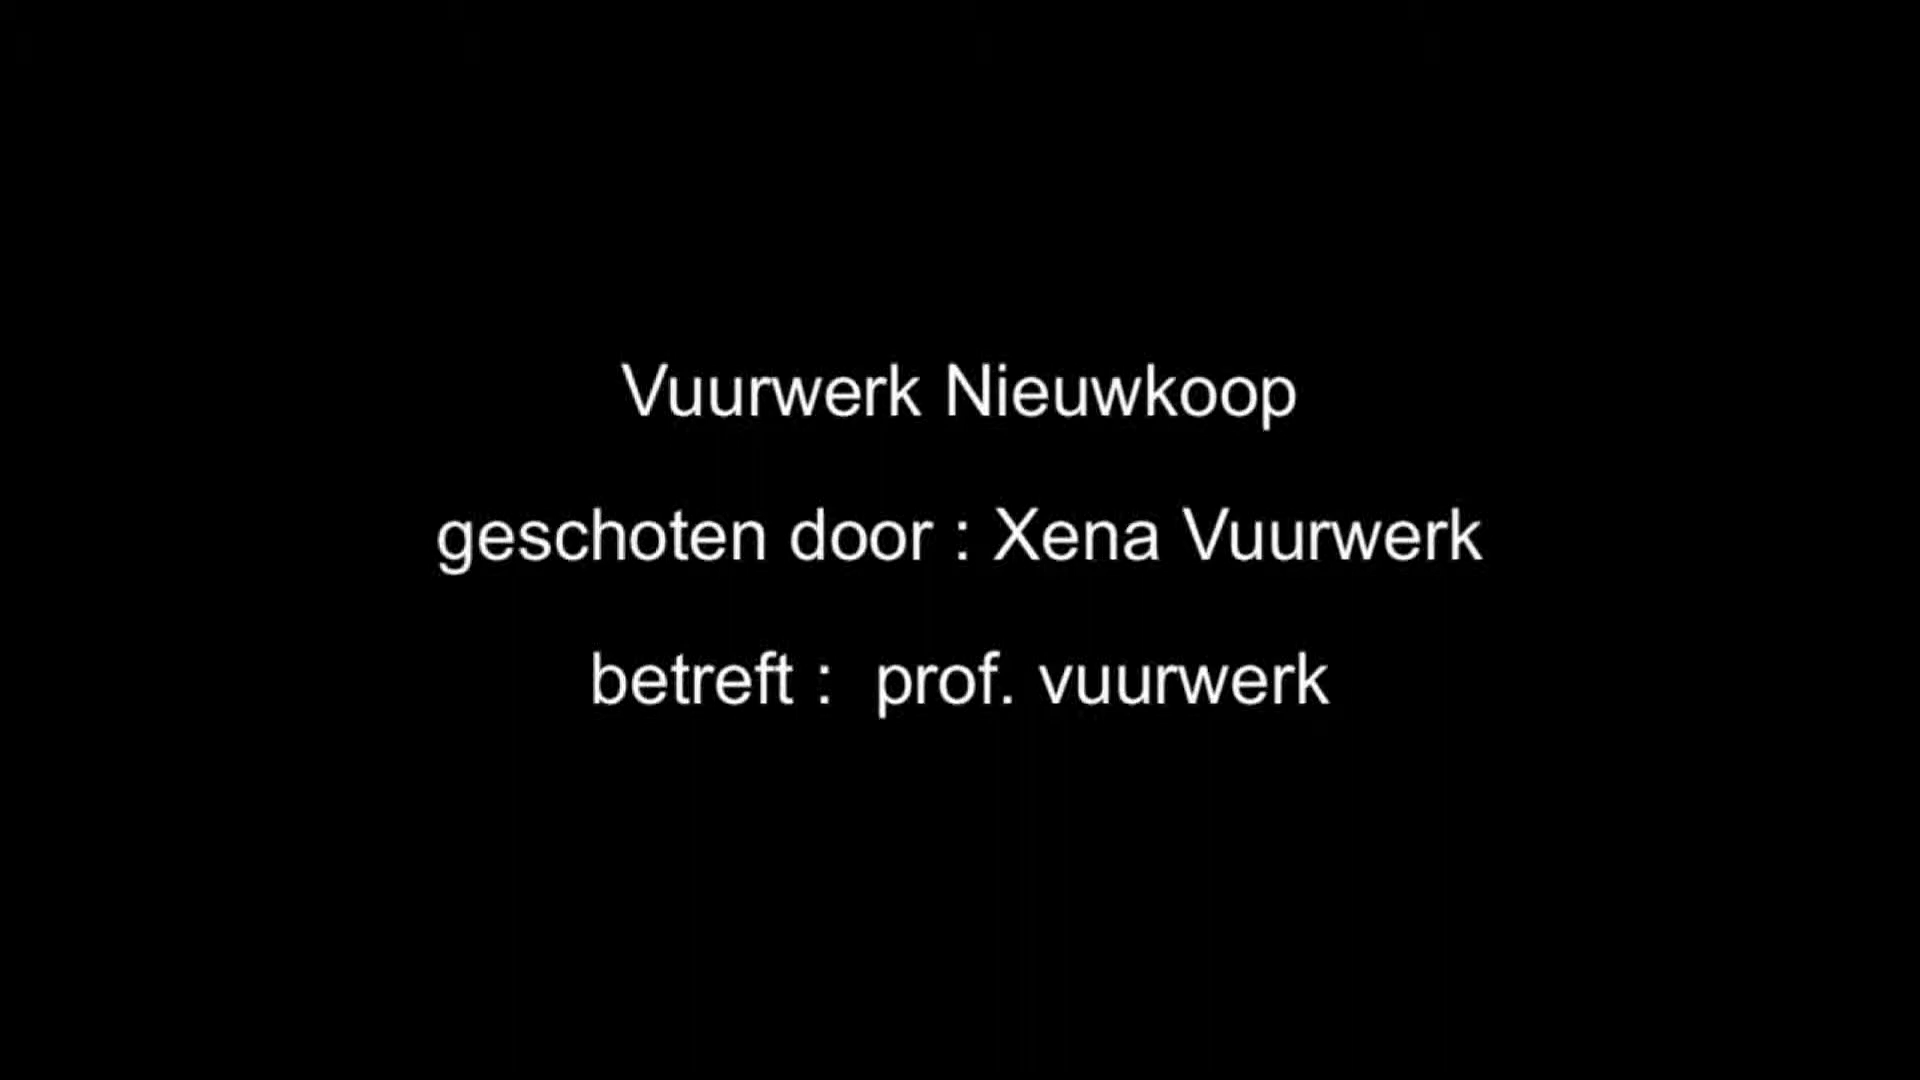 Vuurwerk Nieuwkoop
geschoten door : Xena Vuurwerk
betreft :  prof. vuurwerk